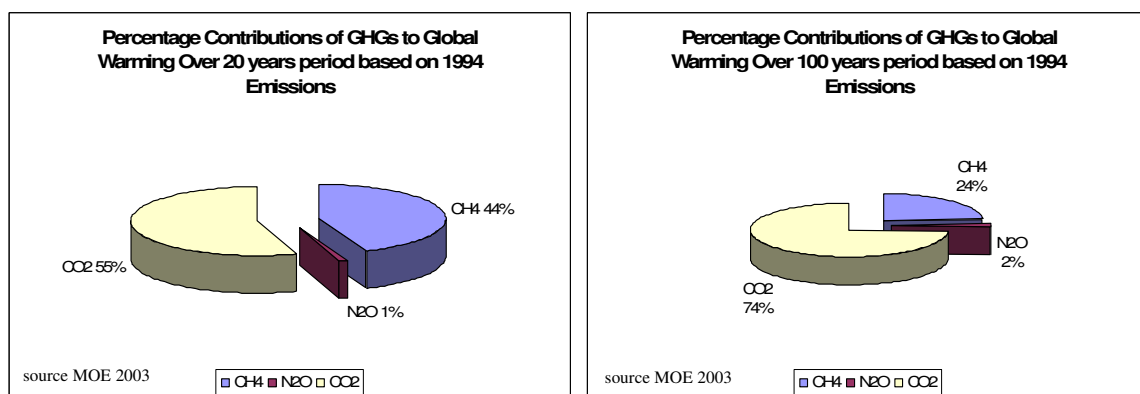 Percentage Contributions of GHGs to Global
Warming Over 20 years period based on 1994
Emissions
CH4 44%
CO2 55%
N2O 1%
source MOE 2003
CH4 N2O CO2
Percentage Contributions of GHGs to Global
Warming Over 100 years period based on 1994
Emissions
CH4
24%
N2O
2%
CO2
74%
source MOE 2003
CH4 N2O CO2